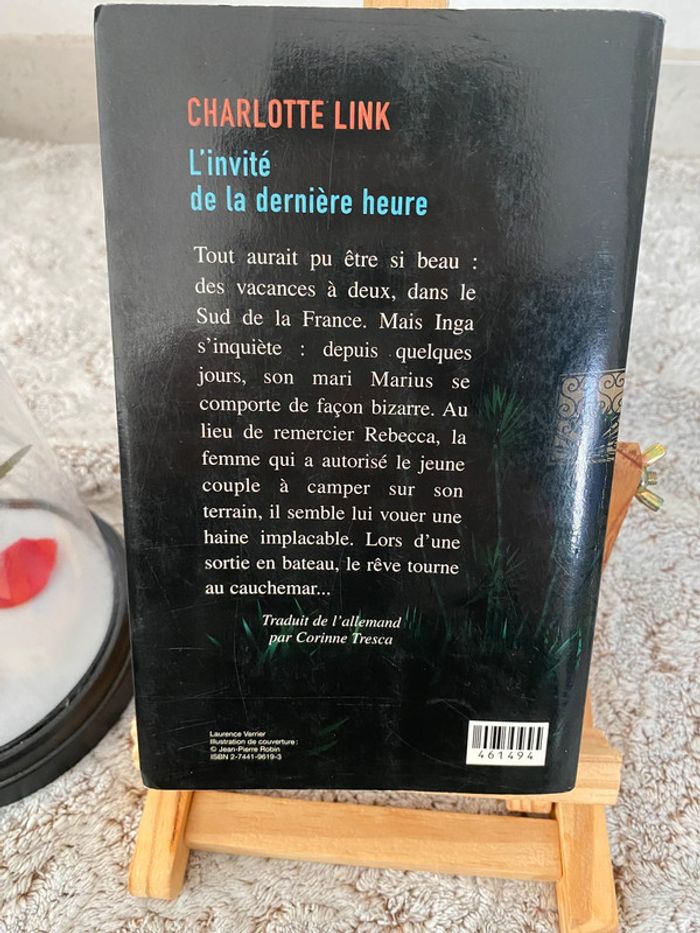 CHARLOTTE LINK
L'invité
de la dernière heure
Tout aurait pu être si beau :
des vacances à deux, dans le
Sud de la France. Mais Inga
s'inquiète : depuis quelques
jours, son mari Marius se
comporte de façon bizarre. Au
lieu de remercier Rebecca, la
femme qui a autorisé le jeune
couple à camper sur son
terrain, il semble lui vouer une
haine implacable. Lors d'une
sortie en bateau, le rêve tourne
au cauchemar...
Traduit de l'allemand
par Corinne Tresca
Laurence Verrier
Illustration de couverture :
© Jean-Pierre Robin
ISBN 2-7441-9619-3
461494